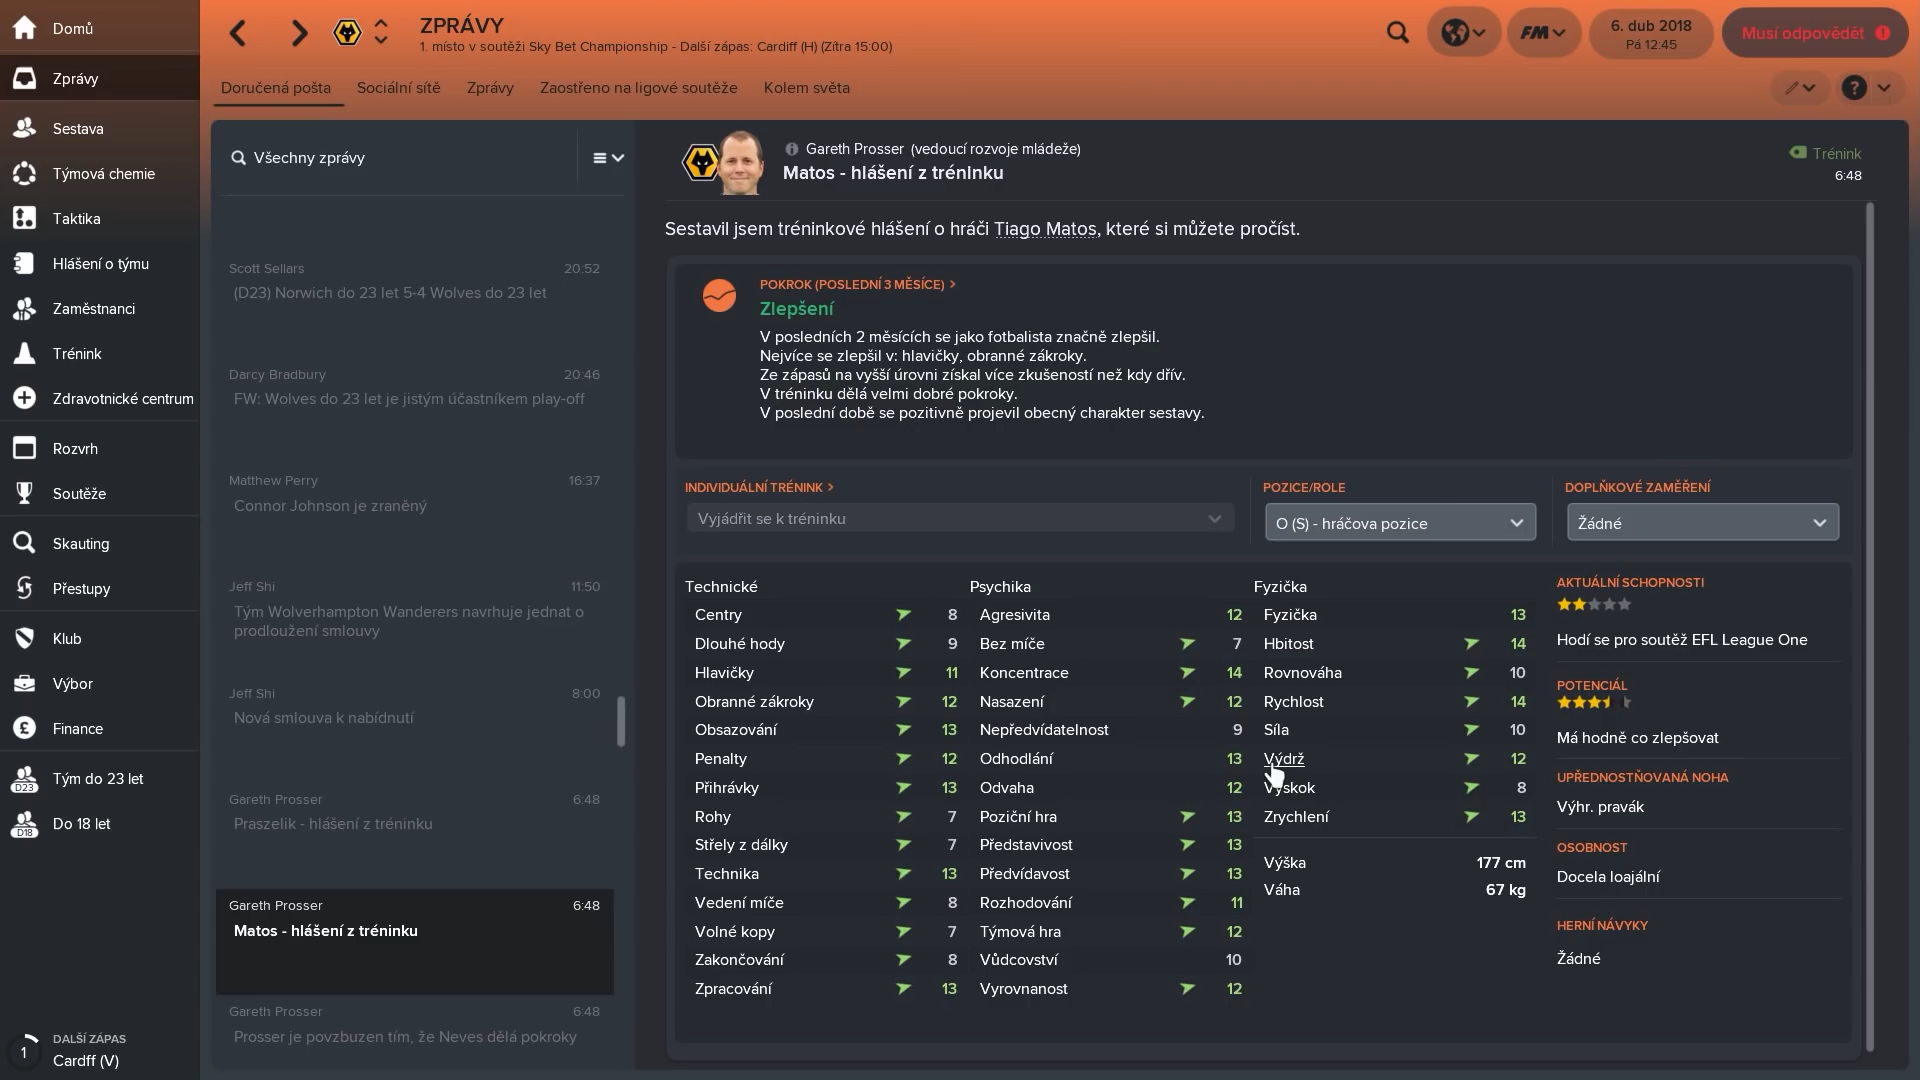 Domů
Zprávy
Sestava
Týmová chemie
Taktika
Hlášení o týmu
Zaměstnanci
Trénink
Zdravotnické centrum
Rozvrh
Soutěže
Skauting
Přestupy
Klub
Výbor
Finance
D23
Tým do 23 let
D18
Do 18 let
1
DALŠÍ ZÁPAS
Cardff (V)
ZPRÁVY
1. místo v soutěži Sky Bet Championship - Další zápas: Cardiff (H) (Zítra 15:00)
FM
6. dub 2018
Pá 12:45
Musí odpovědět
Doručená pošta
Sociální sítě
Zprávy
Zaostřeno na ligové soutěže
Kolem světa
?
Všechny zprávy
Scott Sellars 20:52
(D23) Norwich do 23 let 5-4 Wolves do 23 let
Darcy Bradbury 20:46
FW: Wolves do 23 let je jistým účastníkem play-off
Matthew Perry 16:37
Connor Johnson je zraněný
Jeff Shi 11:50
Tým Wolverhampton Wanderers navrhuje jednat o
prodloužení smlouvy
Jeff Shi 8:00
Nová smlouva k nabídnutí
Gareth Prosser 6:48
Praszelik - hlášení z tréninku
Gareth Prosser 6:48
Matos - hlášení z tréninku
Gareth Prosser 6:48
Prosser je povzbuzen tím, že Neves dělá pokroky
Gareth Prosser (vedoucí rozvoje mládeže)
Matos - hlášení z tréninku
Trénink
6:48
Sestavil jsem tréninkové hlášení o hráči Tiago Matos, které si můžete pročíst.
POKROK (POSLEDNÍ 3 MĚSÍCE) >
Zlepšení
V posledních 2 měsících se jako fotbalista značně zlepšil.
Nejvíce se zlepšil v: hlavičky, obranné zákroky.
Ze zápasů na vyšší úrovni získal více zkušeností než kdy dřív.
V tréninku dělá velmi dobré pokroky.
V poslední době se pozitivně projevil obecný charakter sestavy.
INDIVIDUÁLNÍ TRÉNINK >
Vyjádřit se k tréninku
POZICE/ROLE
O (S) - hráčova pozice
DOPLŇKOVÉ ZAMĚŘENÍ
Žádné
Technické
Centry 8
Dlouhé hody 9
Hlavičky 11
Obranné zákroky 12
Obsazování 13
Penalty 12
Přihrávky 13
Rohy 7
Střely z dálky 7
Technika 13
Vedení míče 8
Volné kopy 7
Zakončování 8
Zpracování 13
Psychika
Agresivita 12
Bez míče 7
Koncentrace 14
Nasazení 12
Nepředvídatelnost 9
Odhodlání 13
Odvaha 12
Poziční hra 13
Představivost 13
Předvídavost 13
Rozhodování 11
Týmová hra 12
Vůdcovství 10
Vyrovnanost 12
Fyzička
Fyzička 13
Hbitost 14
Rovnováha 10
Rychlost 14
Síla 10
Výdrž 12
Výskok 8
Zrychlení 13
Výška 177 cm
Váha 67 kg
AKTUÁLNÍ SCHOPNOSTI
Hodí se pro soutěž EFL League One
POTENCIÁL
Má hodně co zlepšovat
UPŘEDNOSTŇOVANÁ NOHA
Výhr. pravák
OSOBNOST
Docela loajální
HERNÍ NÁVYKY
Žádné